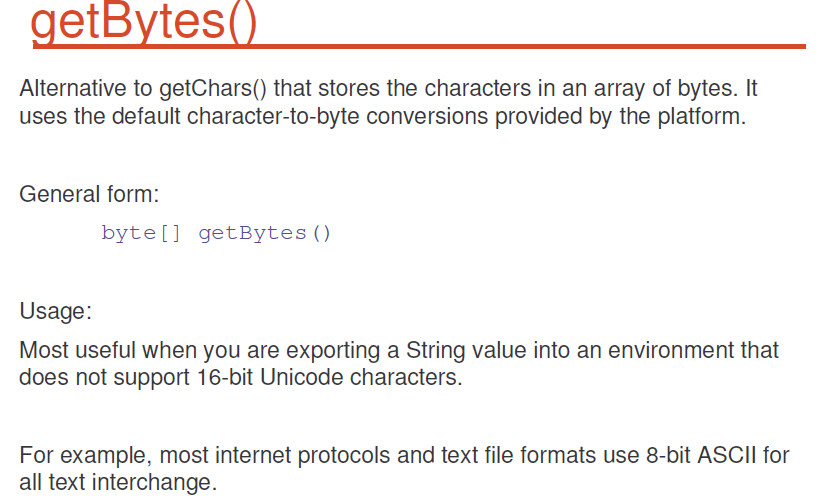 getBytes()
Alternative to getChars() that stores the characters in an array of bytes. It
uses the default character-to-byte conversions provided by the platform.
General form:
byte[] getBytes()
Usage:
Most useful when you are exporting a String value into an environment that
does not support 16-bit Unicode characters.
For example, most internet protocols and text file formats use 8-bit ASCII for
all text interchange.